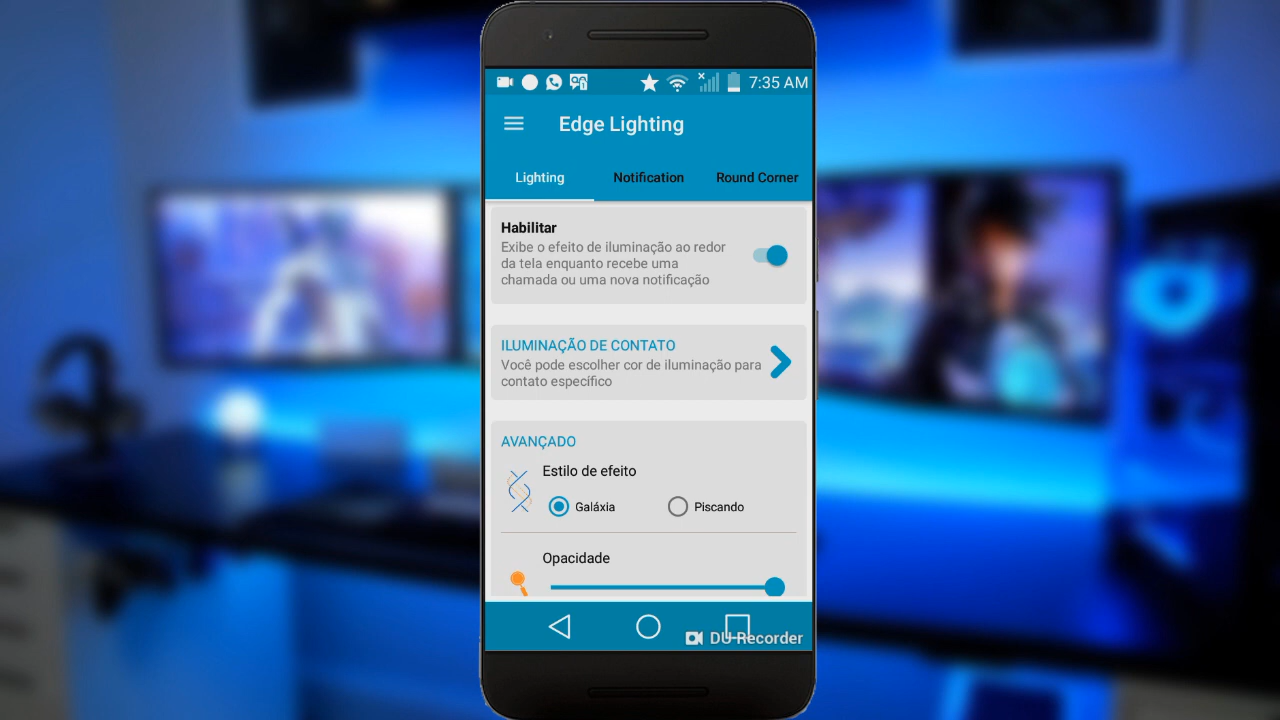 7:35 AM
Edge Lighting
Lighting Notification Round Corner
Habilitar
Exibe o efeito de iluminação ao redor
da tela enquanto recebe uma
chamada ou uma nova notificação
ILUMINAÇÃO DE CONTATO
Você pode escolher cor de iluminação para
contato específico
AVANÇADO
Estilo de efeito
Galáxia Piscando
Opacidade
DU Recorder